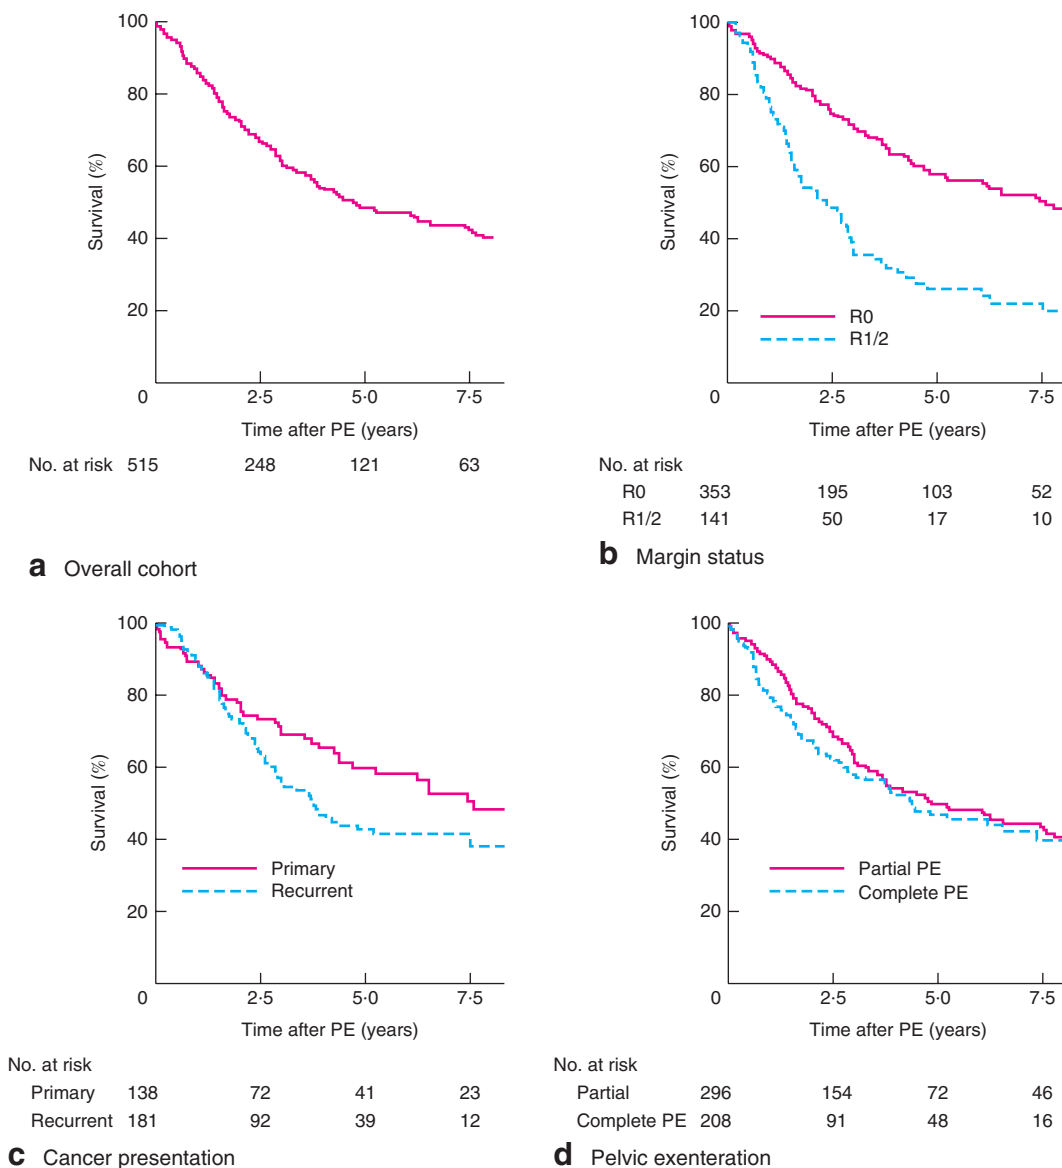 100
80
60
40
20
0
Survival (%)
2·5 5·0 7·5
Time after PE (years)
No. at risk 515 248 121 63
a Overall cohort
100
80
60
40
20
0
Survival (%)
R0
R1/2
2·5 5·0 7·5
Time after PE (years)
No. at risk
R0 353 195 103 52
R1/2 141 50 17 10
b Margin status
100
80
60
40
20
0
Survival (%)
Primary
Recurrent
2·5 5·0 7·5
Time after PE (years)
No. at risk
Primary 138 72 41 23
Recurrent 181 92 39 12
c Cancer presentation
100
80
60
40
20
0
Survival (%)
Partial PE
Complete PE
2·5 5·0 7·5
Time after PE (years)
No. at risk
Partial 296 154 72 46
Complete PE 208 91 48 16
d Pelvic exenteration